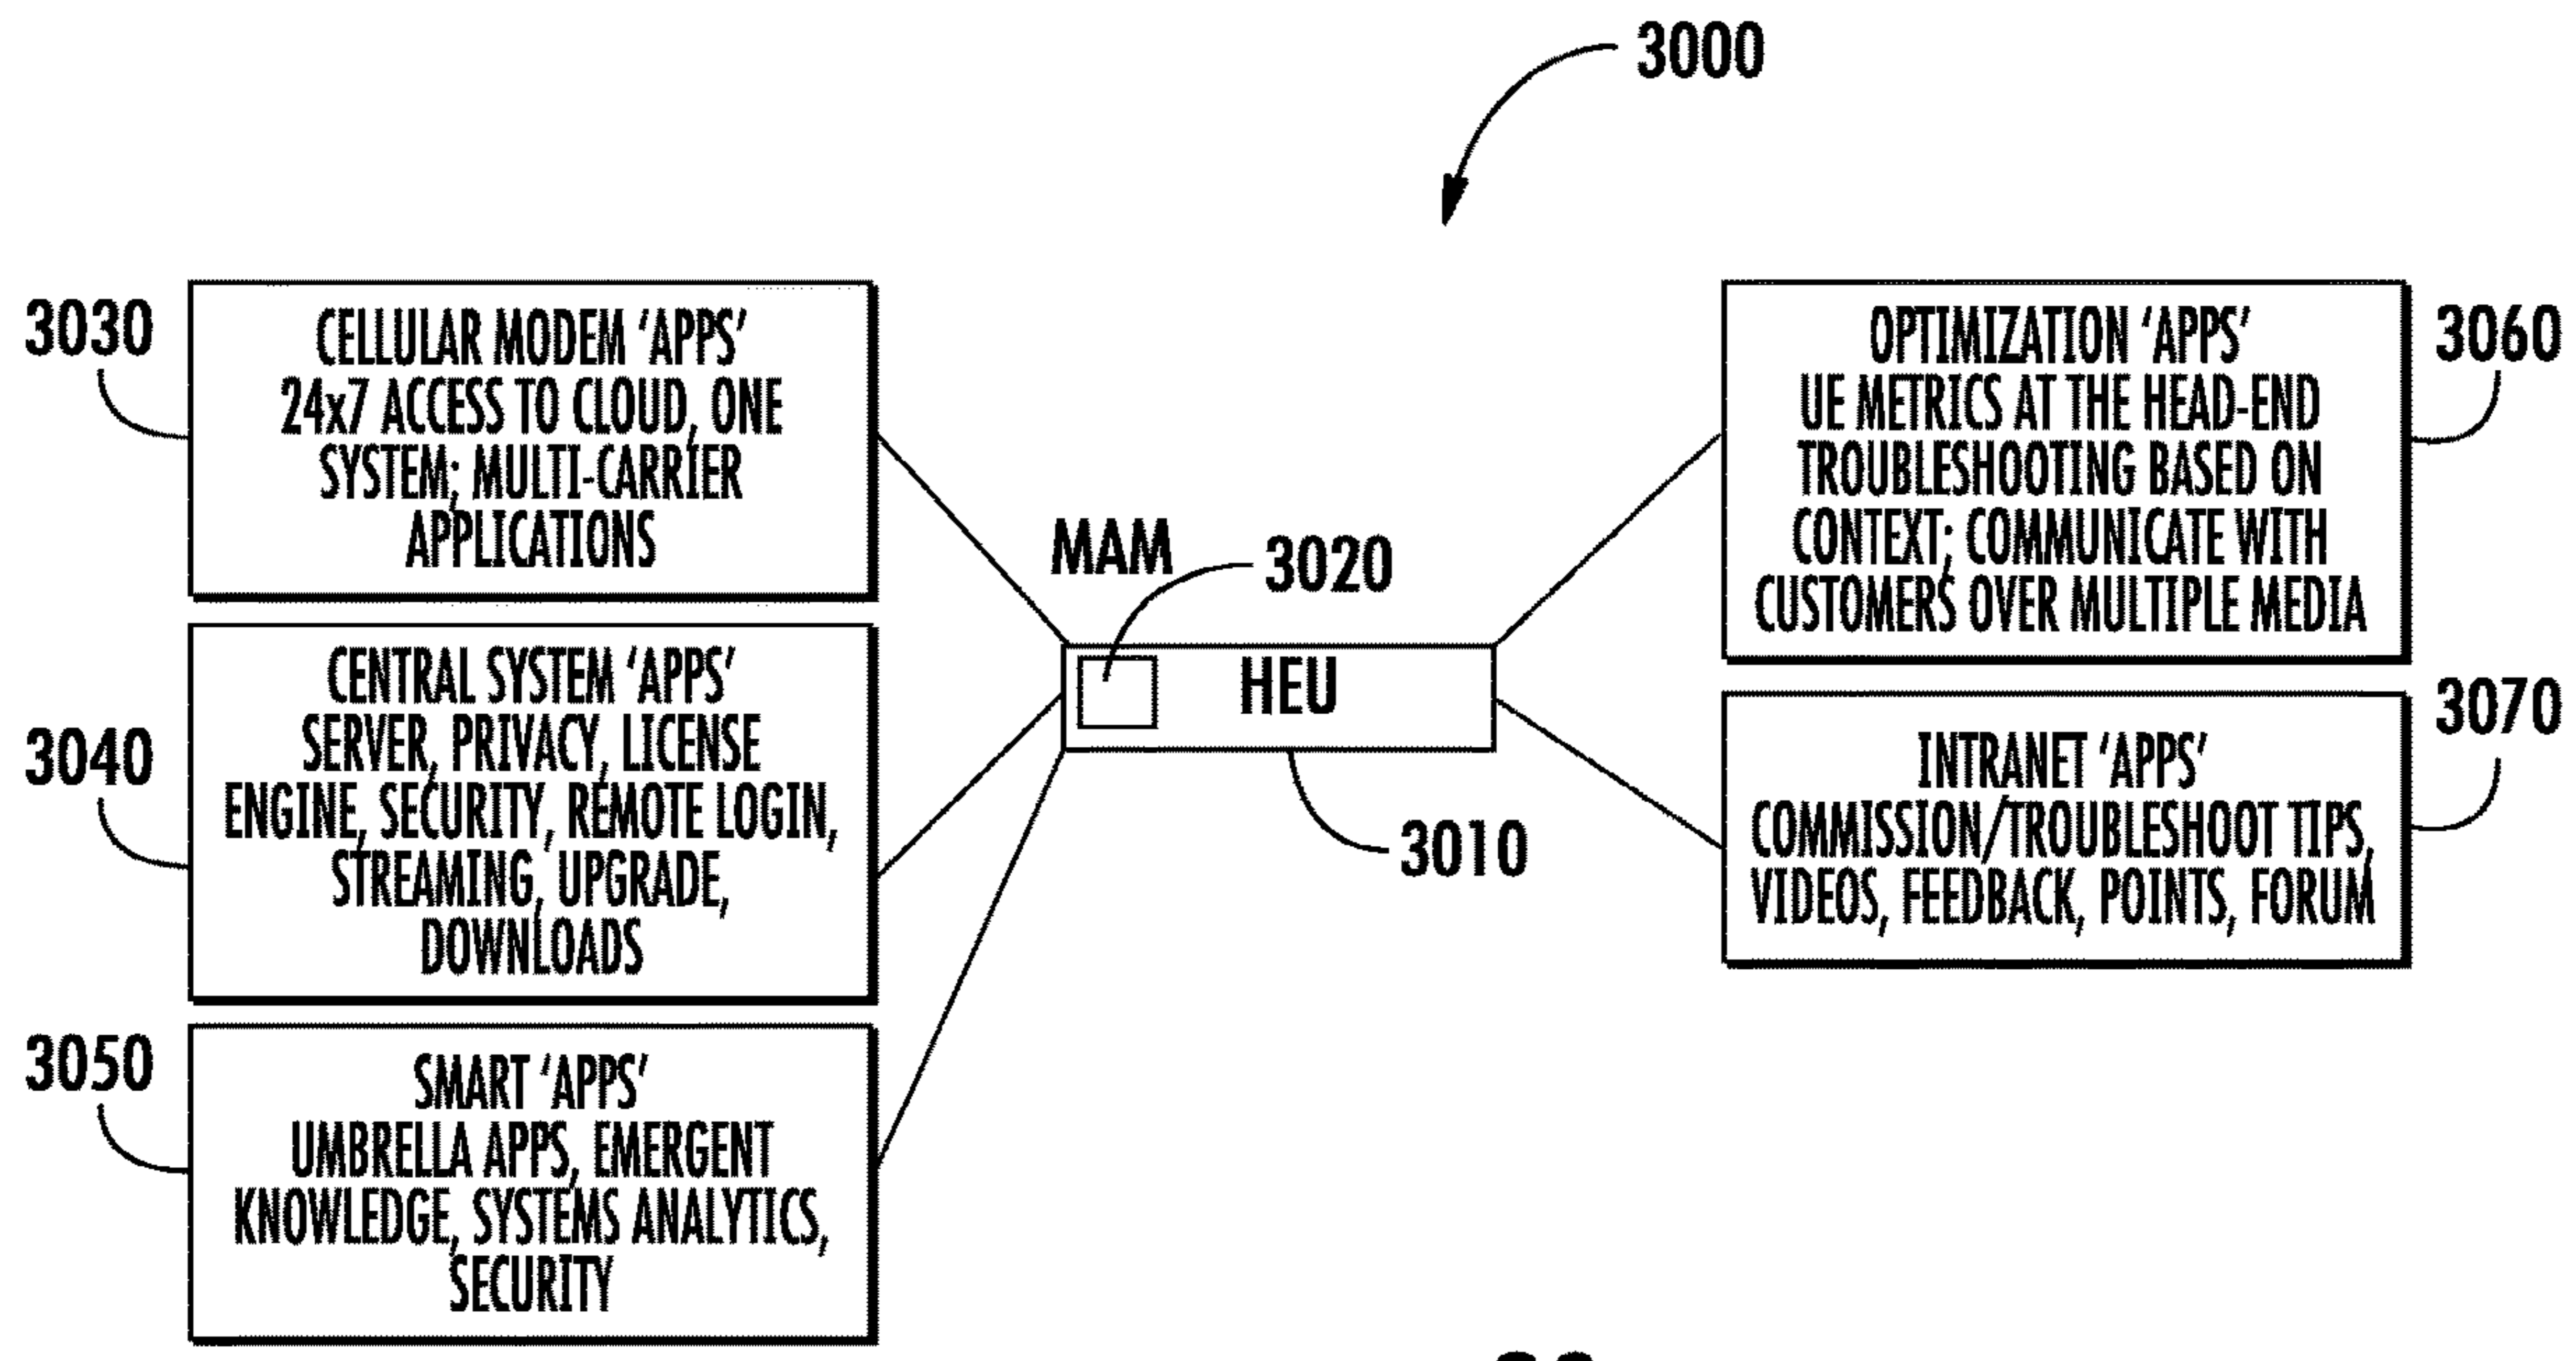 3000
3030
CELLULAR MODEM 'APPS'
24x7 ACCESS TO CLOUD, ONE
SYSTEM; MULTI-CARRIER
APPLICATIONS
3040
CENTRAL SYSTEM 'APPS'
SERVER, PRIVACY, LICENSE
ENGINE, SECURITY, REMOTE LOGIN,
STREAMING, UPGRADE,
DOWNLOADS
3050
SMART 'APPS'
UMBRELLA APPS, EMERGENT
KNOWLEDGE, SYSTEMS ANALYTICS,
SECURITY
MAM
3020
HEU
3010
3060
OPTIMIZATION 'APPS'
UE METRICS AT THE HEAD-END
TROUBLESHOOTING BASED ON
CONTEXT; COMMUNICATE WITH
CUSTOMERS OVER MULTIPLE MEDIA
3070
INTRANET 'APPS'
COMMISSION/TROUBLESHOOT TIPS,
VIDEOS, FEEDBACK, POINTS, FORUM